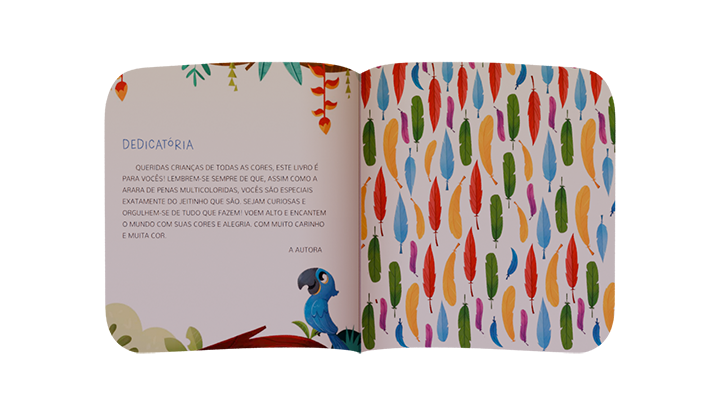 DEDICATÓRIA
QUERIDAS CRIANÇAS DE TODAS AS CORES, ESTE LIVRO É
PARA VOCÊS! LEMBREM-SE SEMPRE DE QUE, ASSIM COMO A
ARARA DE PENAS MULTICOLORIDAS, VOCÊS SÃO ESPECIAIS
EXATAMENTE DO JEITINHO QUE SÃO. SEJAM CURIOSAS E
ORGULHEM-SE DE TUDO QUE FAZEM! VOEM ALTO E ENCANTEM
O MUNDO COM SUAS CORES E ALEGRIA. COM MUITO CARINHO
E MUITA COR.
A AUTORA